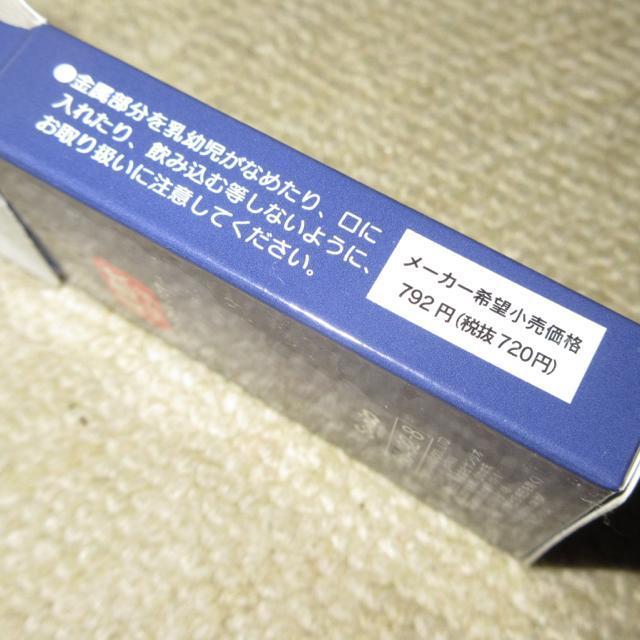 ●金属部分を乳幼児がなめたり、口に
入れたり、飲み込む等しないように、
お取り扱いに注意してください。
メーカー希望小売価格
792円(税抜720円)